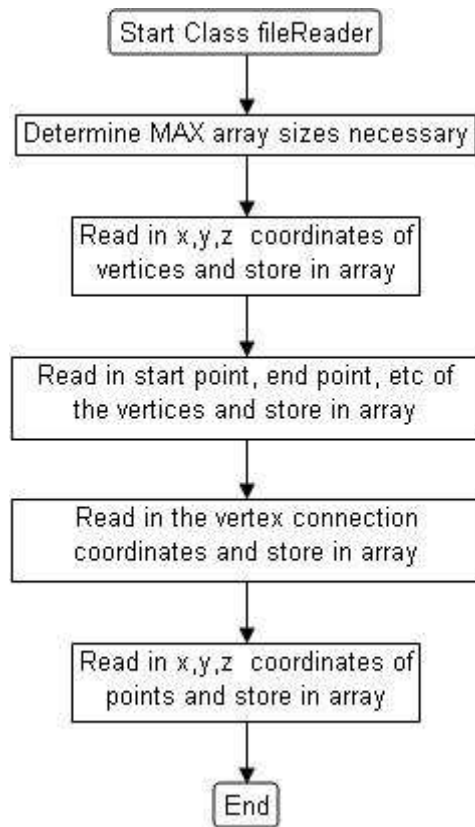 Start Class fileReader
Determine MAX array sizes necessary
Read in x,y,z coordinates of
vertices and store in array
Read in start point, end point, etc of
the vertices and store in array
Read in the vertex connection
coordinates and store in array
Read in x,y,z coordinates of
points and store in array
End